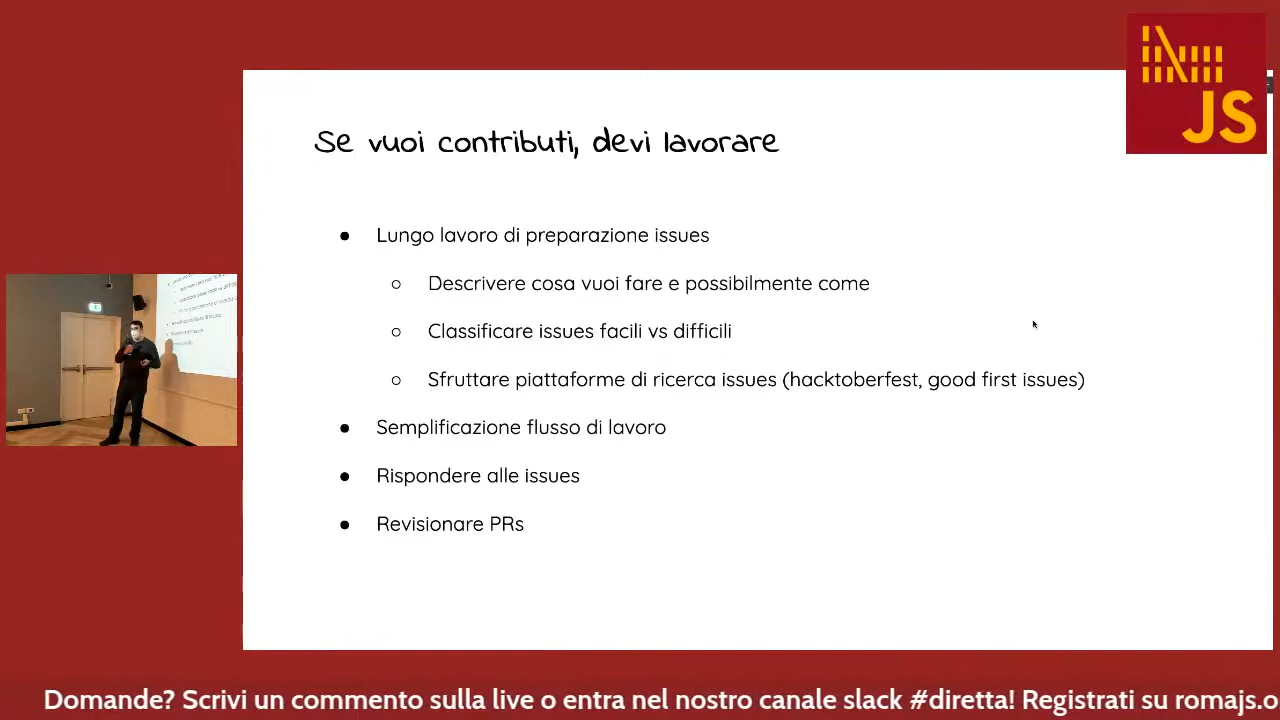 JS
Se vuoi contributi, devi lavorare
● Lungo lavoro di preparazione issues
○ Descrivere cosa vuoi fare e possibilmente come
○ Classificare issues facili vs difficili
○ Sfruttare piattaforme di ricerca issues (hacktoberfest, good first issues)
● Semplificazione flusso di lavoro
● Rispondere alle issues
● Revisionare PRs
Domande? Scrivi un commento sulla live o entra nel nostro canale slack #diretta! Registrati su romajs.o